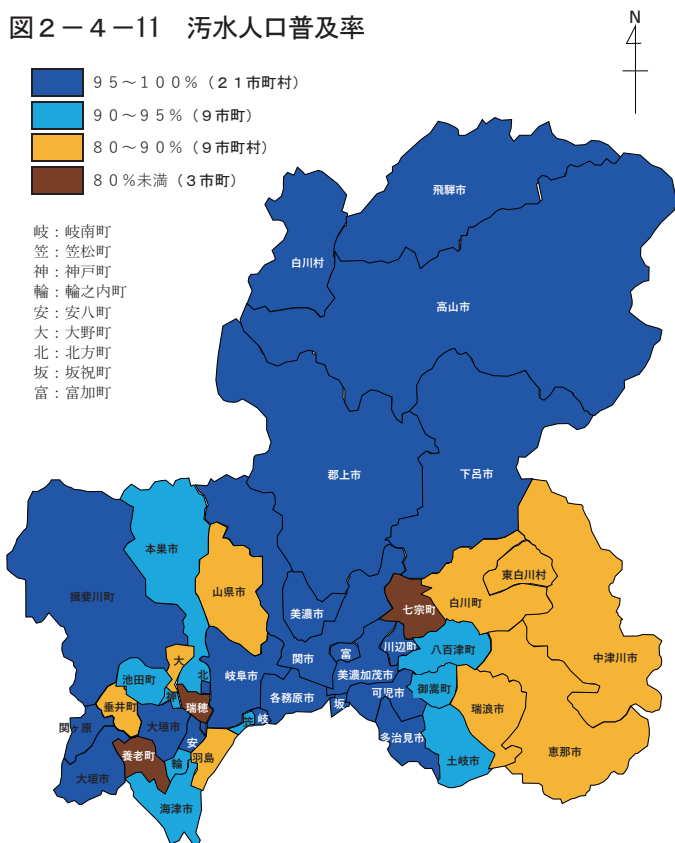 図2－4－11　汚水人口普及率
N
95～100％（21市町村）
90～95％（9市町）
80～90％（9市町村）
80％未満（3市町）
岐：岐南町
笠：笠松町
神：神戸町
輪：輪之内町
安：安八町
大：大野町
北：北方町
坂：坂祝町
富：富加町
飛騨市
白川村
高山市
郡上市
下呂市
本巣市
揖斐川町
山県市
東白川村
白川町
七宗町
美濃市
中津川市
川辺町
八百津町
富
関市
大
北
岐阜市
美濃加茂市
池田町
神
御嵩町
可児市
各務原市
坂
瑞穂
垂井町
瑞浪市
笠
岐
関ヶ原
大垣市
安
多治見市
養老町
輪
羽島
土岐市
恵那市
大垣市
海津市